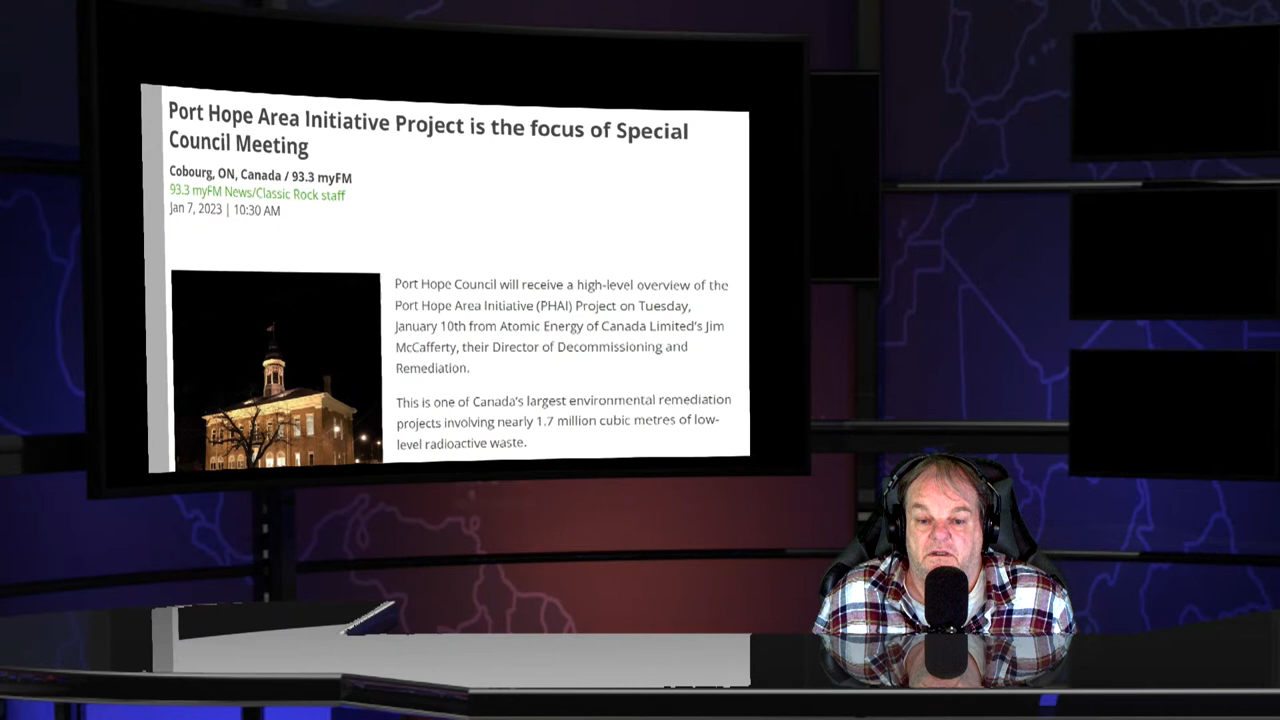 Port Hope Area Initiative Project is the focus of Special
Council Meeting
Cobourg, ON, Canada / 93.3 myFM
93.3 myFM News/Classic Rock staff
Jan 7, 2023 | 10:30 AM
Port Hope Council will receive a high-level overview of the
Port Hope Area Initiative (PHAI) Project on Tuesday,
January 10th from Atomic Energy of Canada Limited's Jim
McCafferty, their Director of Decommissioning and
Remediation.
This is one of Canada's largest environmental remediation
projects involving nearly 1.7 million cubic metres of low-
level radioactive waste.